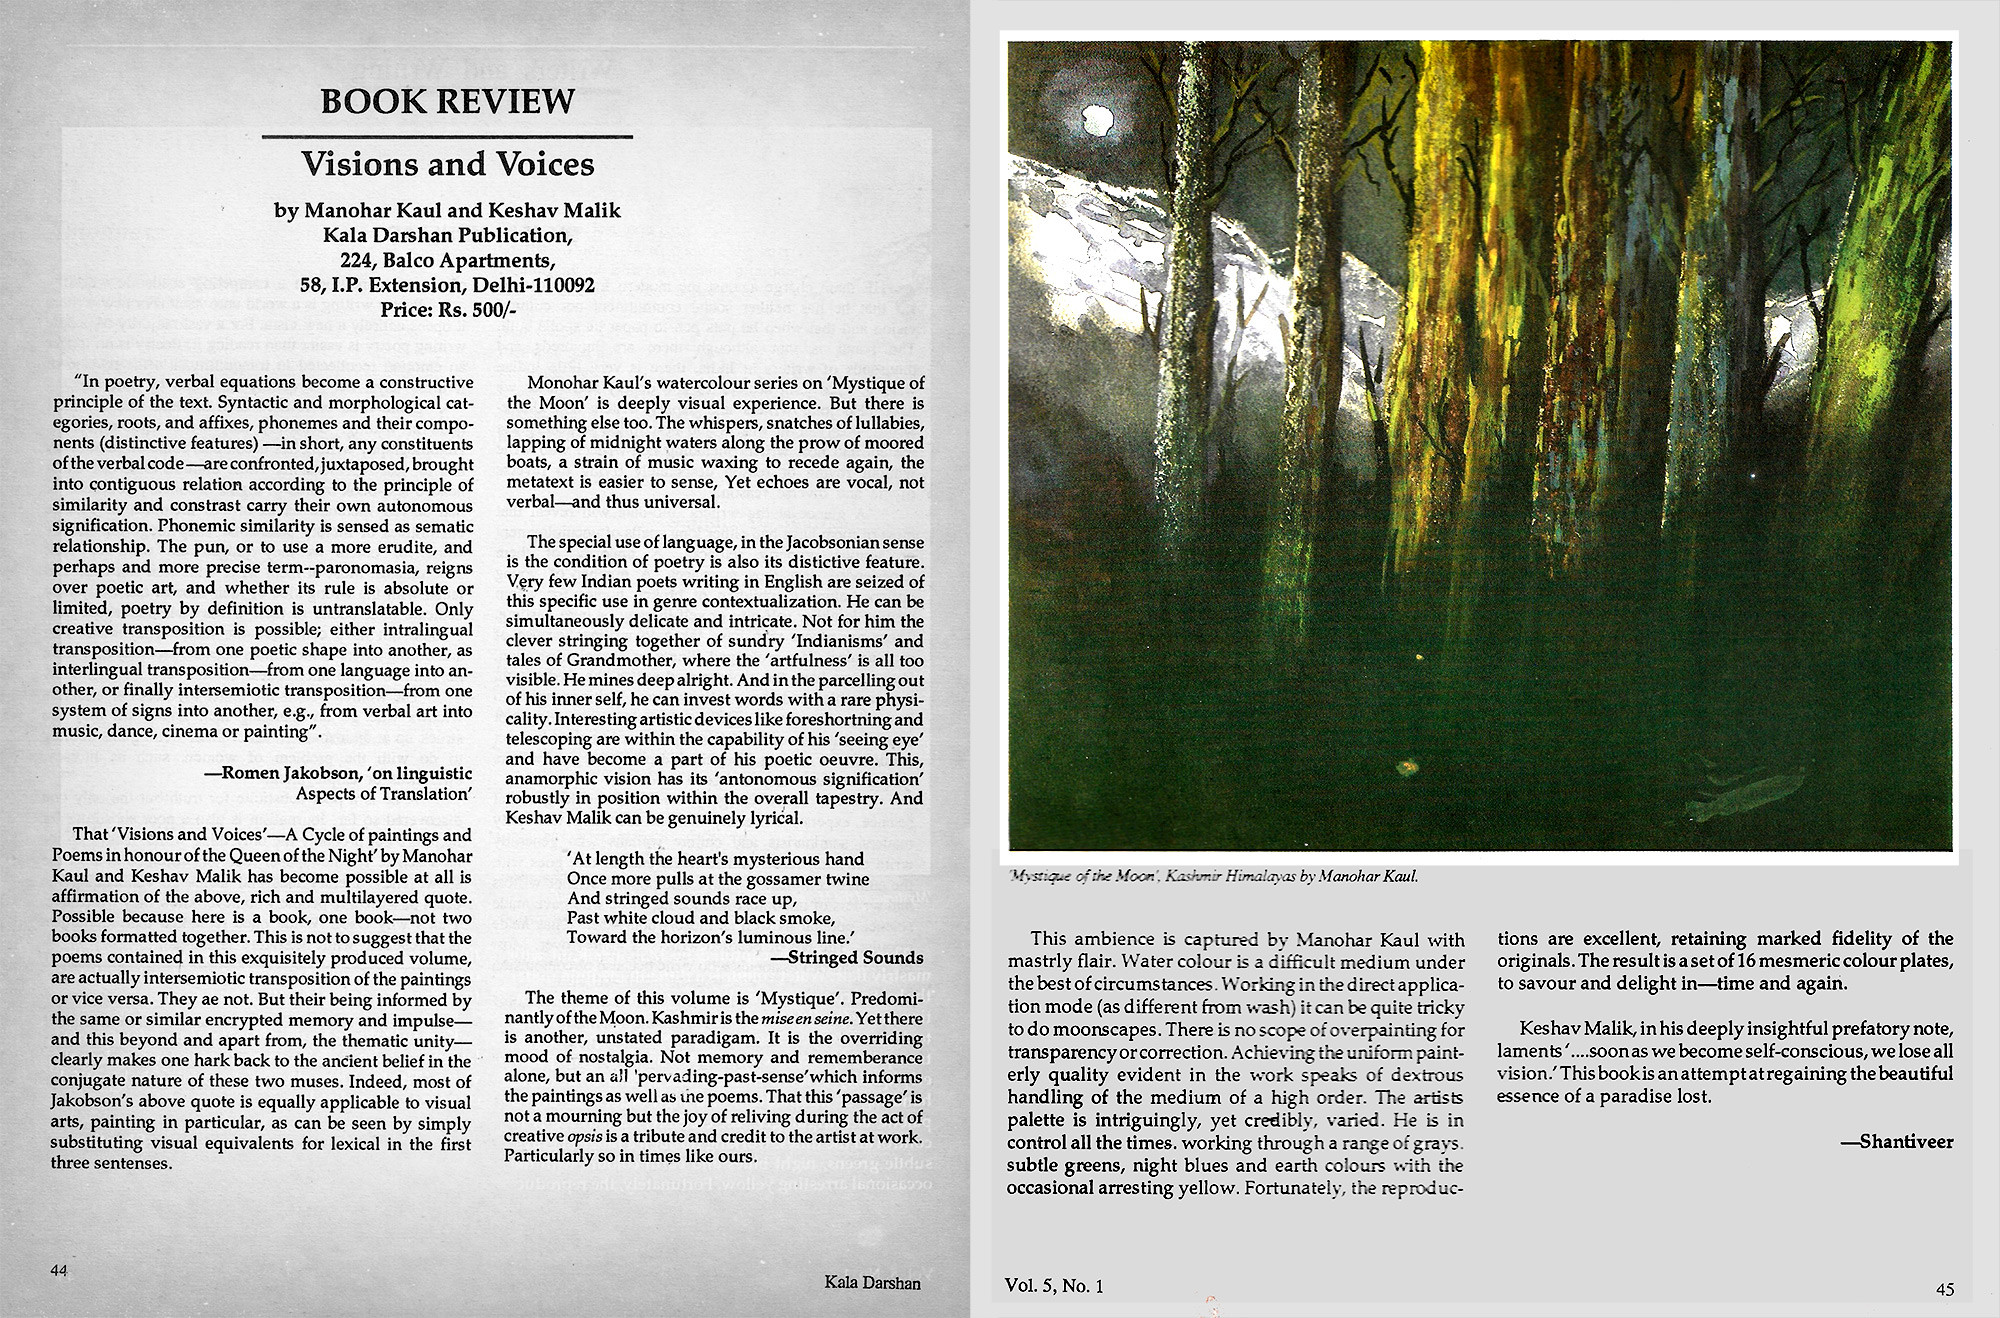 BOOK REVIEW
Visions and Voices
by Manohar Kaul and Keshav Malik
Kala Darshan Publication,
224, Balco Apartments,
58, I.P. Extension, Delhi-110092
Price: Rs. 500/-
"In poetry, verbal equations become a constructive
principle of the text. Syntactic and morphological cat-
egories, roots, and affixes, phonemes and their compo-
nents (distinctive features) —in short, any constituents
of the verbal code—are confronted, juxtaposed, brought
into contiguous relation according to the principle of
similarity and constrast carry their own autonomous
signification. Phonemic similarity is sensed as sematic
relationship. The pun, or to use a more erudite, and
perhaps and more precise term--paronomasia, reigns
over poetic art, and whether its rule is absolute or
limited, poetry by definition is untranslatable. Only
creative transposition is possible; either intralingual
transposition—from one poetic shape into another, as
interlingual transposition—from one language into an-
other, or finally intersemiotic transposition—from one
system of signs into another, e.g., from verbal art into
music, dance, cinema or painting".
—Romen Jakobson, 'on linguistic
Aspects of Translation'
That 'Visions and Voices'—A Cycle of paintings and
Poems in honour of the Queen of the Night' by Manohar
Kaul and Keshav Malik has become possible at all is
affirmation of the above, rich and multilayered quote.
Possible because here is a book, one book—not two
books formatted together. This is not to suggest that the
poems contained in this exquisitely produced volume,
are actually intersemiotic transposition of the paintings
or vice versa. They ae not. But their being informed by
the same or similar encrypted memory and impulse—
and this beyond and apart from, the thematic unity—
clearly makes one hark back to the ancient belief in the
conjugate nature of these two muses. Indeed, most of
Jakobson's above quote is equally applicable to visual
arts, painting in particular, as can be seen by simply
substituting visual equivalents for lexical in the first
three sentences.
Monohar Kaul's watercolour series on 'Mystique of
the Moon' is deeply visual experience. But there is
something else too. The whispers, snatches of lullabies,
lapping of midnight waters along the prow of moored
boats, a strain of music waxing to recede again, the
metatext is easier to sense, Yet echoes are vocal, not
verbal—and thus universal.
The special use of language, in the Jacobsonian sense
is the condition of poetry is also its distictive feature.
Very few Indian poets writing in English are seized of
this specific use in genre contextualization. He can be
simultaneously delicate and intricate. Not for him the
clever stringing together of sundry 'Indianisms' and
tales of Grandmother, where the 'artfulness' is all too
visible. He mines deep alright. And in the parcelling out
of his inner self, he can invest words with a rare physi-
cality. Interesting artistic devices like foreshortning and
telescoping are within the capability of his 'seeing eye'
and have become a part of his poetic oeuvre. This,
anamorphic vision has its 'antonomous signification'
robustly in position within the overall tapestry. And
Keshav Malik can be genuinely lyrical.
'At length the heart's mysterious hand
Once more pulls at the gossamer twine
And stringed sounds race up,
Past white cloud and black smoke,
Toward the horizon's luminous line.'
—Stringed Sounds
The theme of this volume is 'Mystique'. Predomi-
nantly of the Moon. Kashmir is the mise en seine. Yet there
is another, unstated paradigm. It is the overriding
mood of nostalgia. Not memory and rememberance
alone, but an all 'pervading-past-sense' which informs
the paintings as well as the poems. That this 'passage' is
not a mourning but the joy of reliving during the act of
creative opsis is a tribute and credit to the artist at work.
Particularly so in times like ours.
44
Kala Darshan
'Mystique of the Moon', Kashmir Himalayas by Manohar Kaul.
This ambience is captured by Manohar Kaul with
mastrly flair. Water colour is a difficult medium under
the best of circumstances. Working in the direct applica-
tion mode (as different from wash) it can be quite tricky
to do moonscapes. There is no scope of overpainting for
transparency or correction. Achieving the uniform paint-
erly quality evident in the work speaks of dextrous
handling of the medium of a high order. The artists
palette is intriguingly, yet credibly, varied. He is in
control all the times. working through a range of grays.
subtle greens, night blues and earth colours with the
occasional arresting yellow. Fortunately, the reproduc-
tions are excellent, retaining marked fidelity of the
originals. The result is a set of 16 mesmeric colour plates,
to savour and delight in—time and again.
Keshav Malik, in his deeply insightful prefatory note,
laments '....soon as we become self-conscious, we lose all
vision.' This book is an attempt at regaining the beautiful
essence of a paradise lost.
—Shantiveer
Vol. 5, No. 1
45